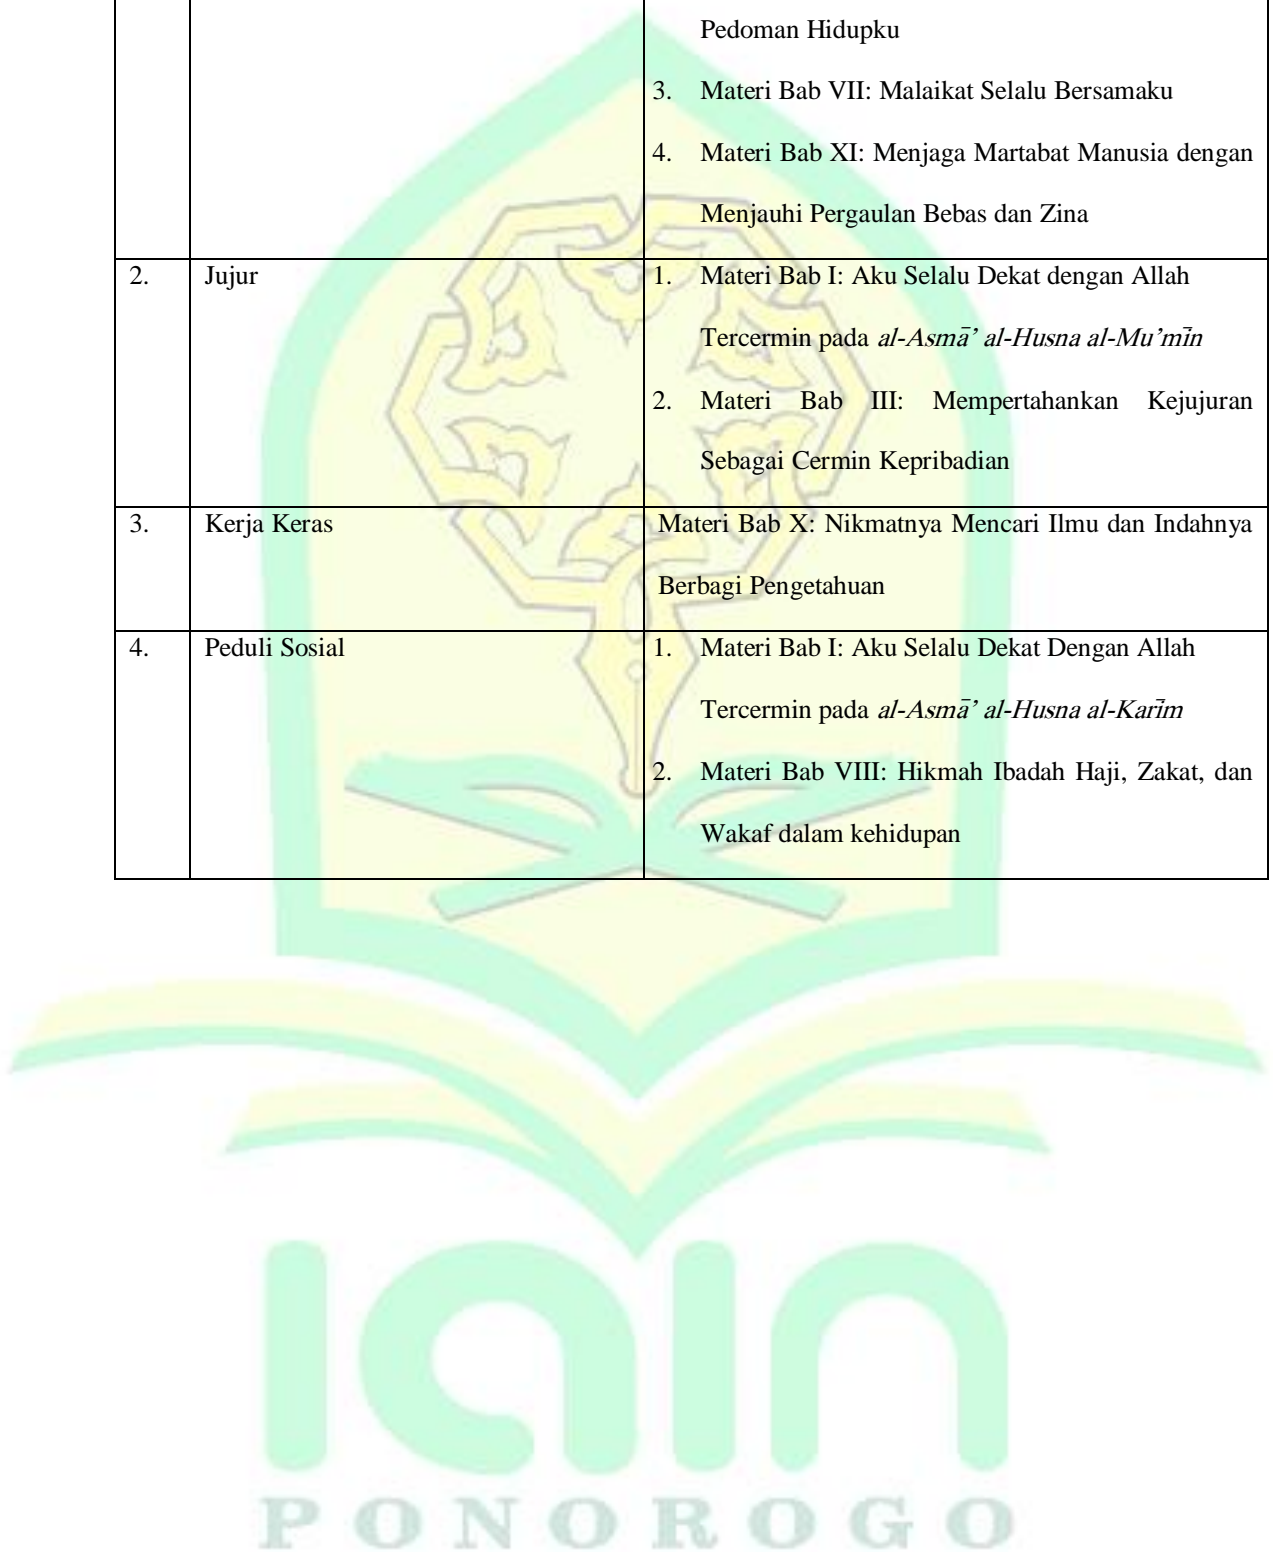 Pedoman Hidupku
3. Materi Bab VII: Malaikat Selalu Bersamaku
4. Materi Bab XI: Menjaga Martabat Manusia dengan
Menjauhi Pergaulan Bebas dan Zina
2. Jujur 1. Materi Bab I: Aku Selalu Dekat dengan Allah
Tercermin pada al-Asmā’ al-Husna al-Mu’mīn
2. Materi Bab III: Mempertahankan Kejujuran
Sebagai Cermin Kepribadian
3. Kerja Keras Materi Bab X: Nikmatnya Mencari Ilmu dan Indahnya
Berbagi Pengetahuan
4. Peduli Sosial 1. Materi Bab I: Aku Selalu Dekat Dengan Allah
Tercermin pada al-Asmā’ al-Husna al-Karīm
2. Materi Bab VIII: Hikmah Ibadah Haji, Zakat, dan
Wakaf dalam kehidupan
iain
PONOROGO